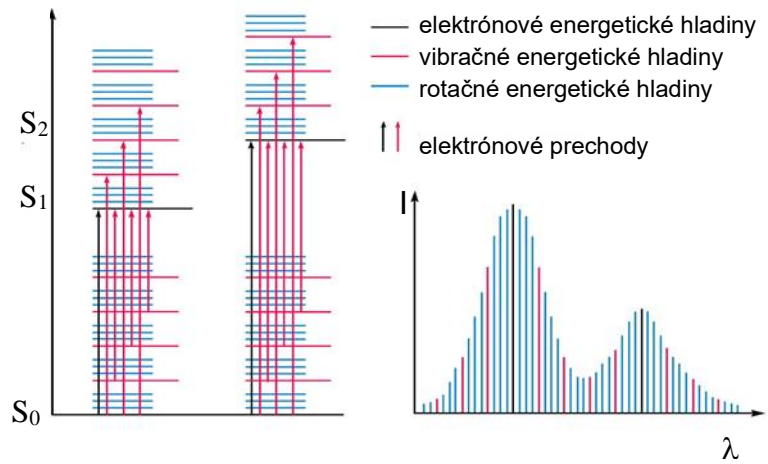 elektrónové energetické hladiny
vibračné energetické hladiny
rotačné energetické hladiny
elektrónové prechody
S2
S1
S0
I
λ